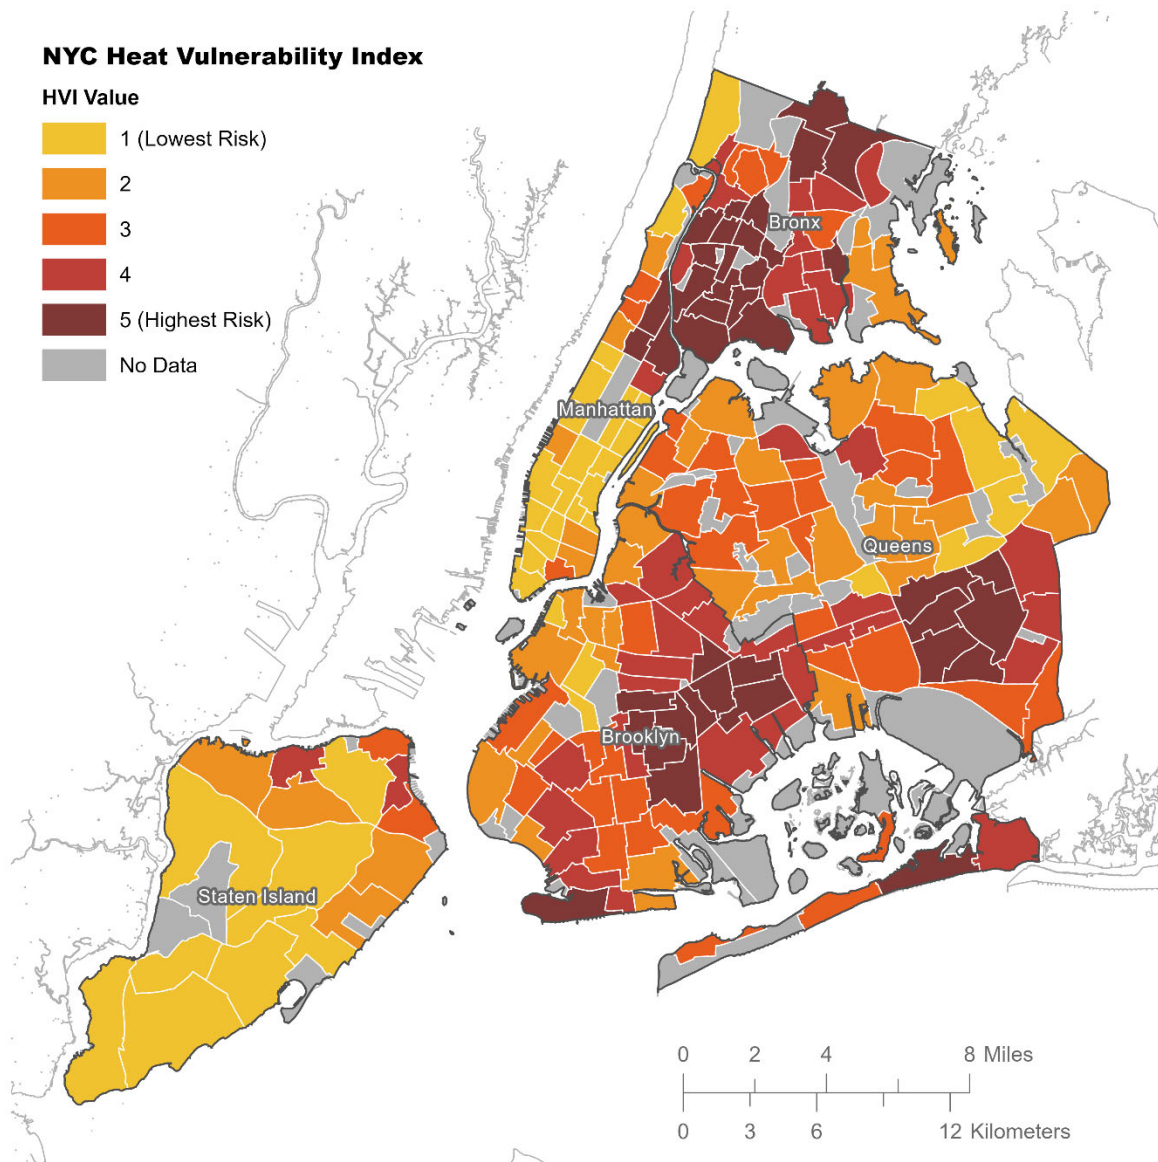 NYC Heat Vulnerability Index
HVI Value
1 (Lowest Risk)
2
3
4
5 (Highest Risk)
No Data
Bronx
Manhattan
Queens
Brooklyn
Staten Island
0 2 4 8 Miles
0 3 6 12 Kilometers